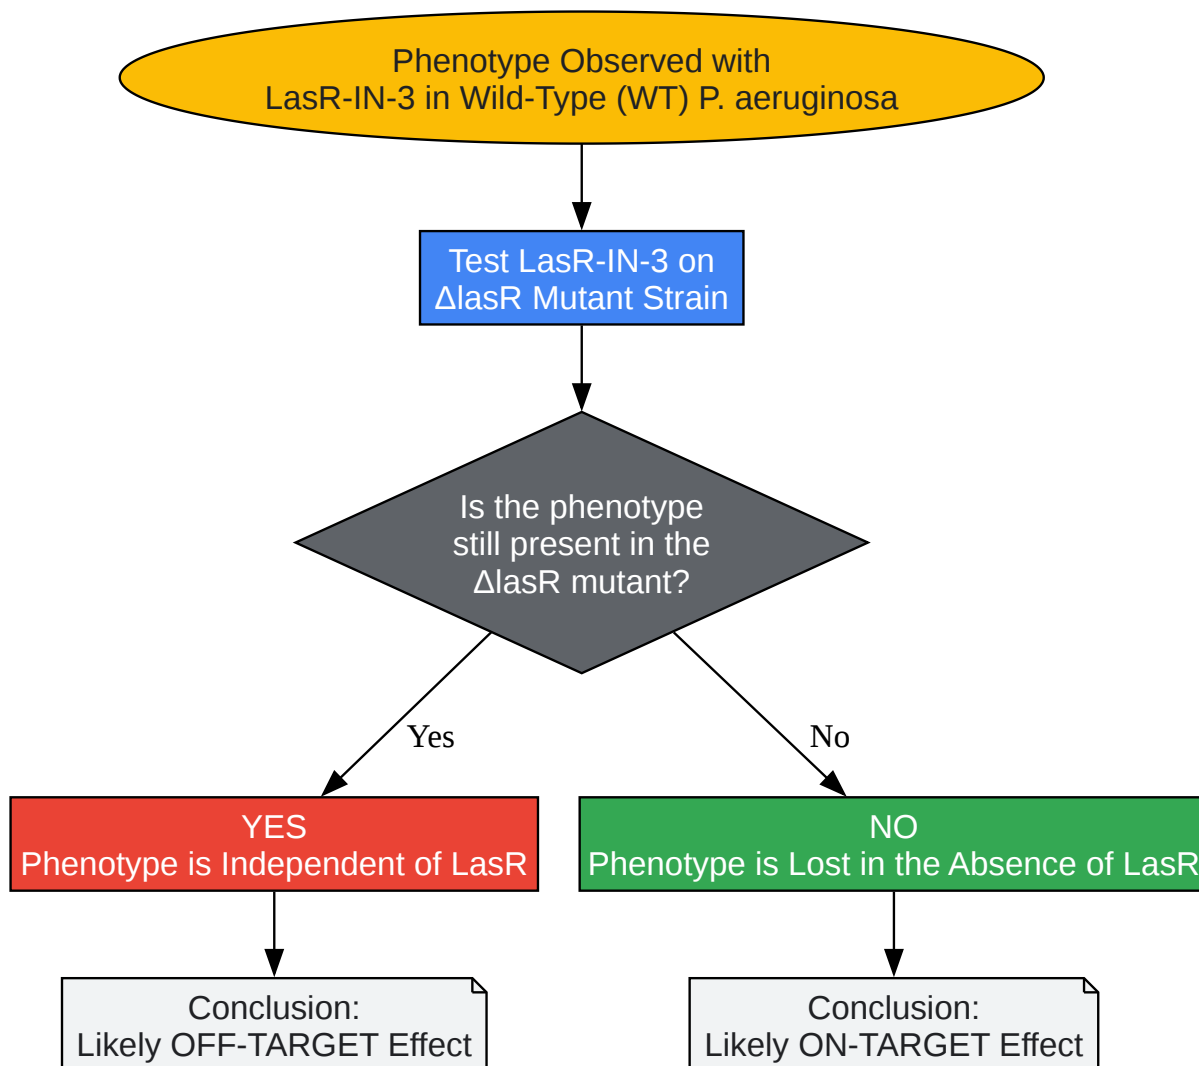 Phenotype Observed with
LasR-IN-3 in Wild-Type (WT) P. aeruginosa
Test LasR-IN-3 on
ΔlasR Mutant Strain
Is the phenotype
still present in the
ΔlasR mutant?
Yes
No
YES
Phenotype is Independent of LasR
NO
Phenotype is Lost in the Absence of LasR
Conclusion:
Likely OFF-TARGET Effect
Conclusion:
Likely ON-TARGET Effect